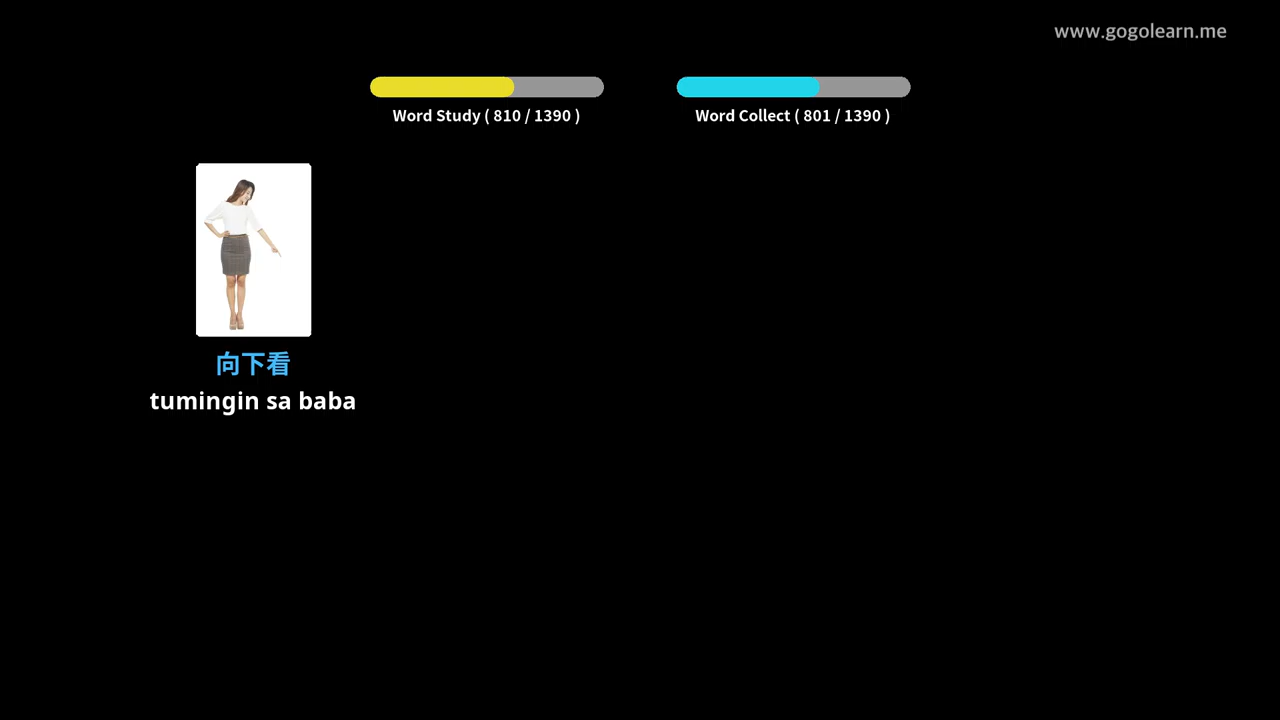 www.gogolearn.me
Word Study ( 810 / 1390 )
Word Collect ( 801 / 1390 )
向下看
tumingin sa baba